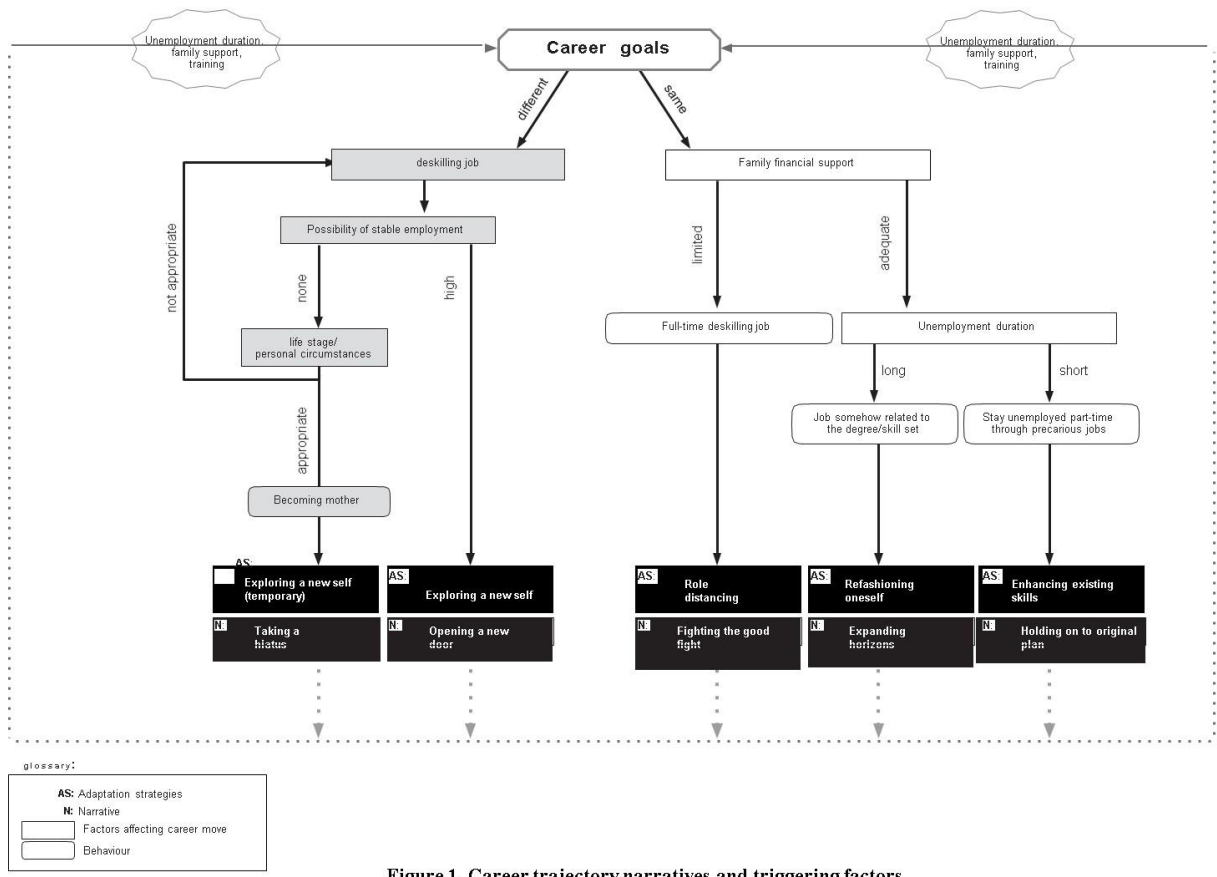 Unemployment duration,
family support,
training
Career goals
Unemployment duration,
family support,
training
different
same
deskilling job
Family financial support
Possibility of stable employment
not appropriate
none
high
limited
adequate
life stage/
personal circumstances
Full-time deskilling job
Unemployment duration
long
short
appropriate
Job somehow related to
the degree/skill set
Stay unemployed part-time
through precarious jobs
Becoming mother
AS:
Exploring a new self
(temporary)
AS:
Exploring a new self
AS:
Role
distancing
AS:
Refashioning
oneself
AS:
Enhancing existing
skills
N:
Taking a
hiatus
N:
Opening a new
door
N:
Fighting the good
fight
N:
Expanding
horizons
N:
Holding on to original
plan
glossary:
AS: Adaptation strategies
N: Narrative
Factors affecting career move
Behaviour
Figure 1. Career trajectory narratives and triggering factors